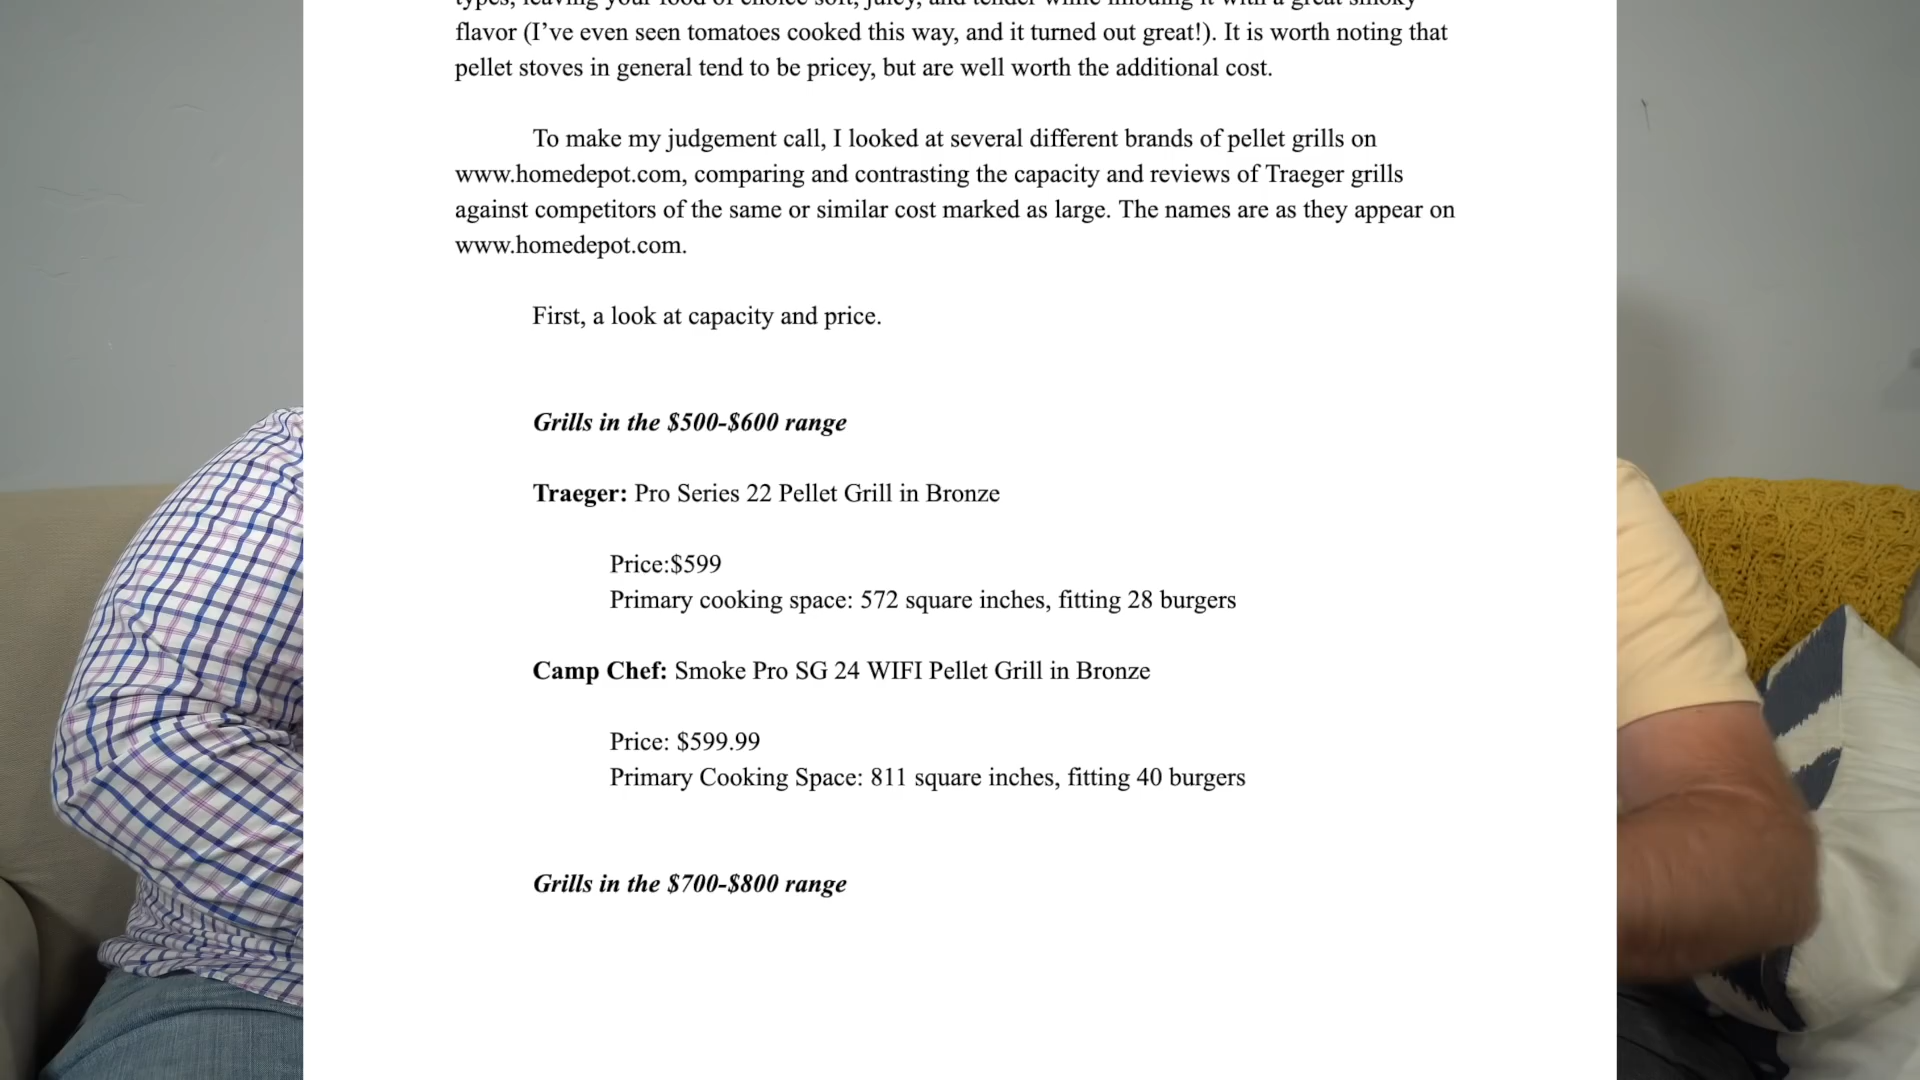 flavor (I’ve even seen tomatoes cooked this way, and it turned out great!). It is worth noting that
pellet stoves in general tend to be pricey, but are well worth the additional cost.
To make my judgement call, I looked at several different brands of pellet grills on
www.homedepot.com, comparing and contrasting the capacity and reviews of Traeger grills
against competitors of the same or similar cost marked as large. The names are as they appear on
www.homedepot.com.
First, a look at capacity and price.
Grills in the $500-$600 range
Traeger: Pro Series 22 Pellet Grill in Bronze
Price:$599
Primary cooking space: 572 square inches, fitting 28 burgers
Camp Chef: Smoke Pro SG 24 WIFI Pellet Grill in Bronze
Price: $599.99
Primary Cooking Space: 811 square inches, fitting 40 burgers
Grills in the $700-$800 range